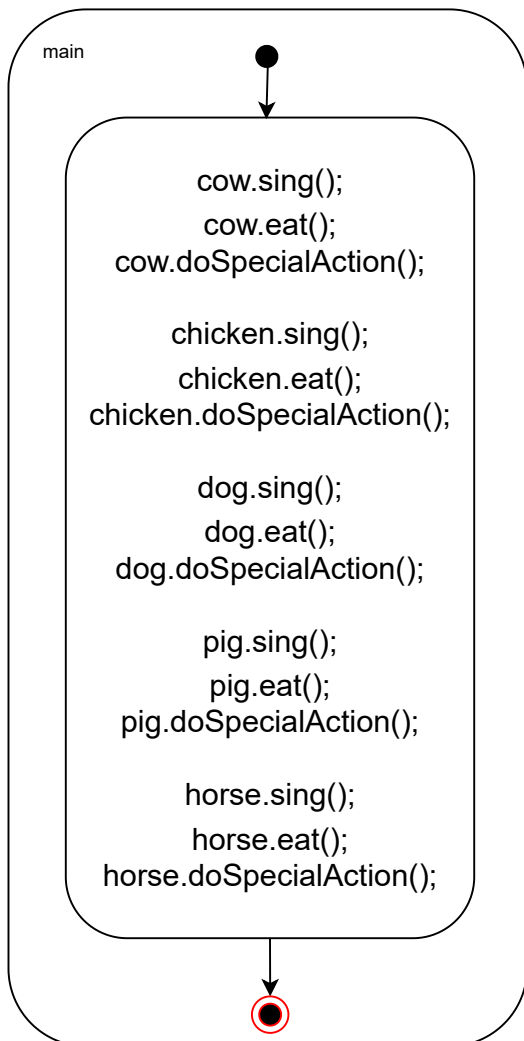 main
cow.sing();
cow.eat();
cow.doSpecialAction();
chicken.sing();
chicken.eat();
chicken.doSpecialAction();
dog.sing();
dog.eat();
dog.doSpecialAction();
pig.sing();
pig.eat();
pig.doSpecialAction();
horse.sing();
horse.eat();
horse.doSpecialAction();